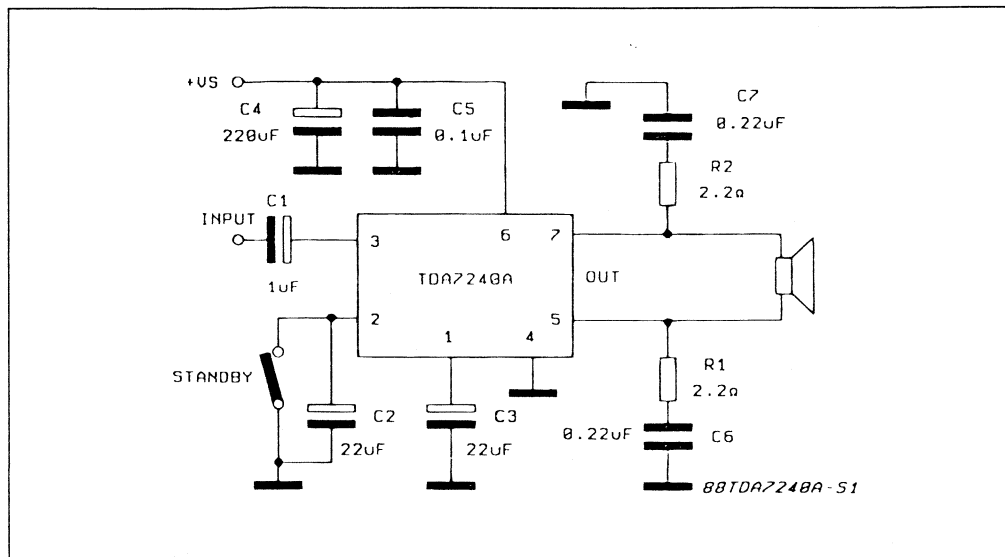 +VS
C4
220uF
C5
0.1uF
C7
0.22uF
R2
2.2Ω
C1
INPUT
1uF
3
6
7
TDA7240A
OUT
2
1
4
5
STANDBY
C2
22uF
C3
22uF
R1
2.2Ω
0.22uF
C6
88TDA7240A-S1